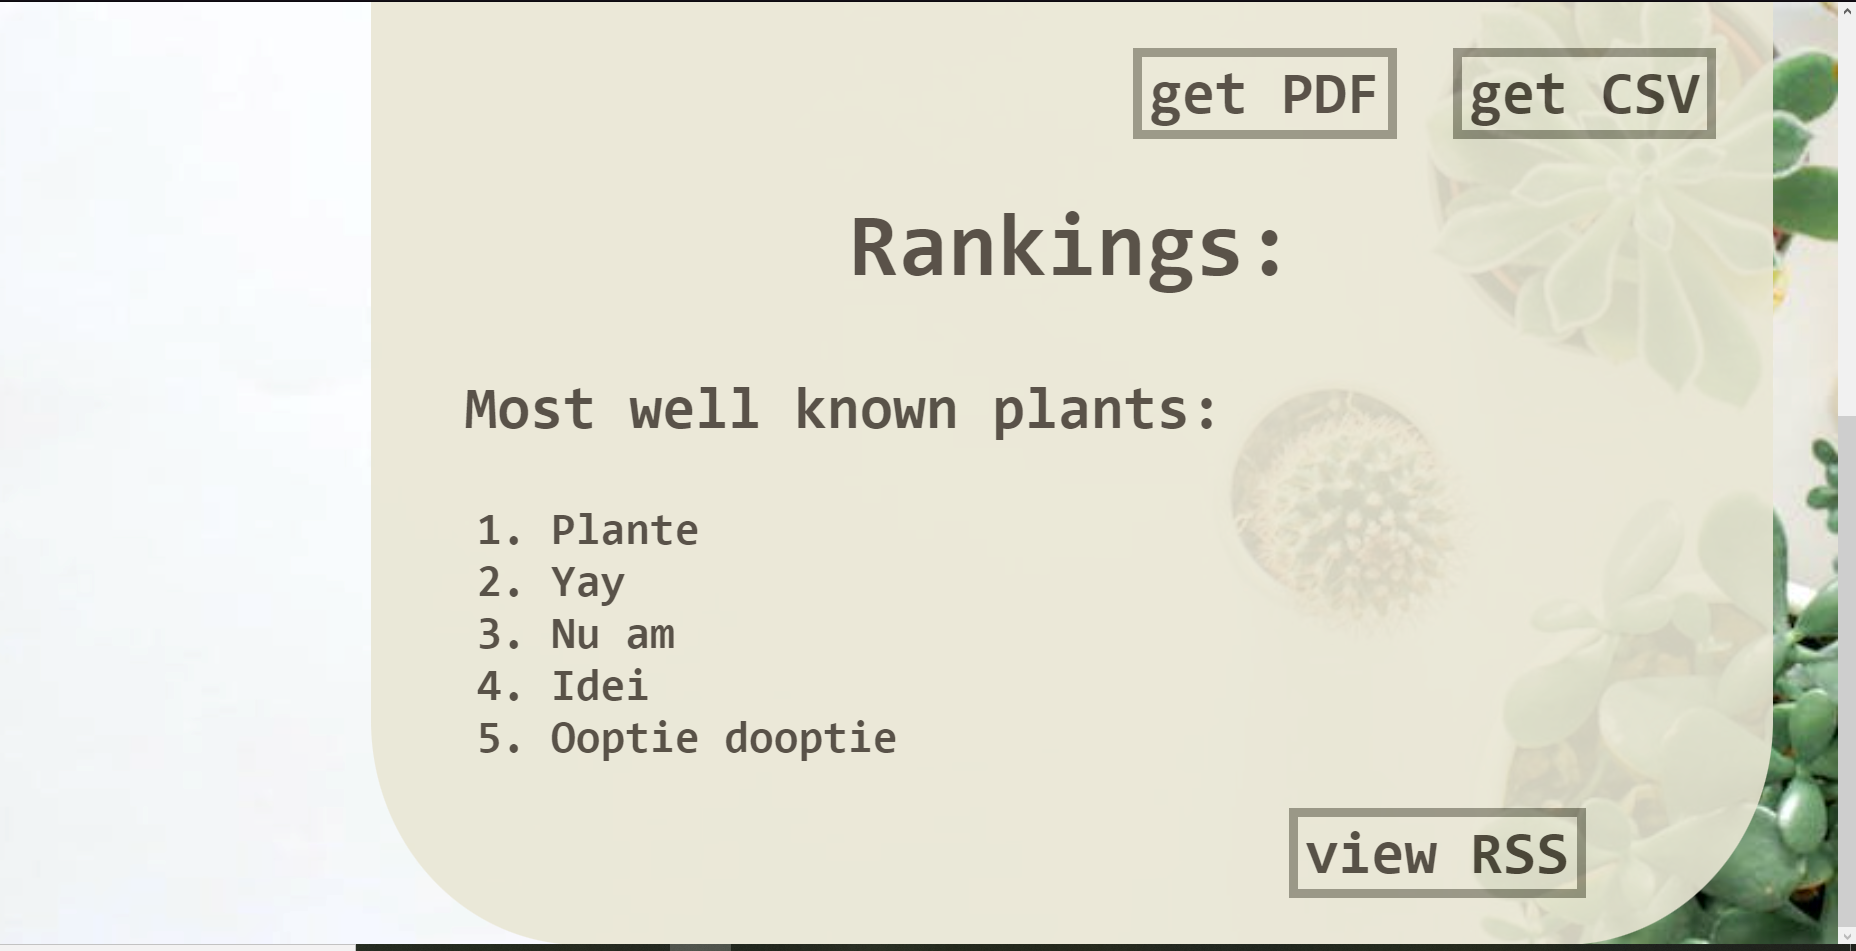 get PDF get CSV
Rankings:
Most well known plants:
1. Plante
2. Yay
3. Nu am
4. Idei
5. Ooptie dooptie
view RSS